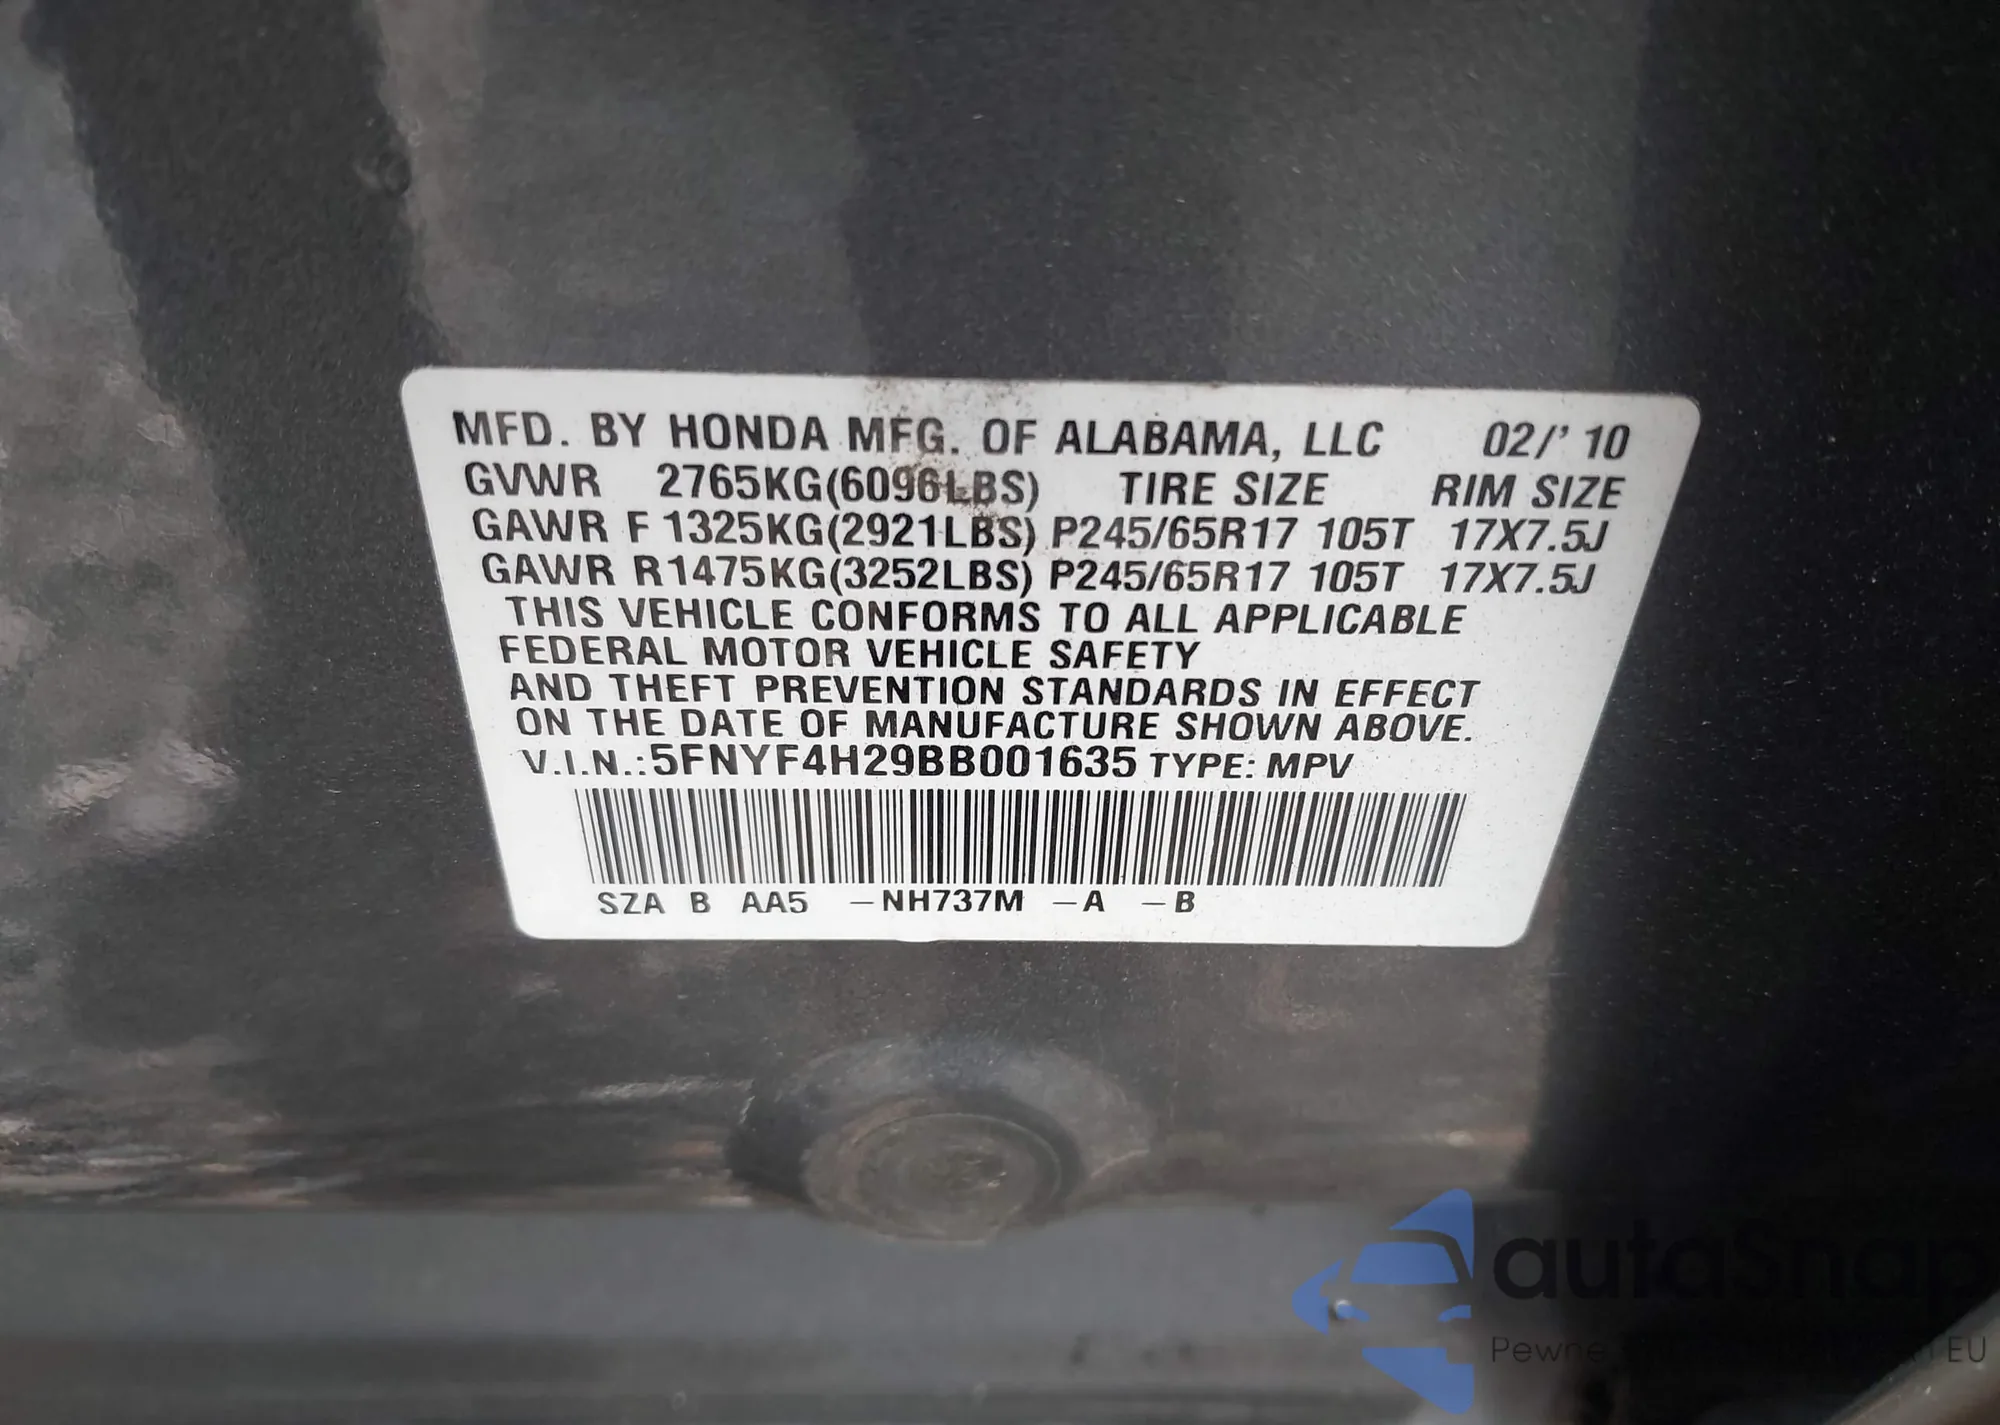 MFD. BY HONDA MFG. OF ALABAMA, LLC 02/' 10
GVWR 2765KG(6096LBS) TIRE SIZE RIM SIZE
GAWR F 1325KG(2921LBS) P245/65R17 105T 17X7.5J
GAWR R1475KG(3252LBS) P245/65R17 105T 17X7.5J
THIS VEHICLE CONFORMS TO ALL APPLICABLE
FEDERAL MOTOR VEHICLE SAFETY
AND THEFT PREVENTION STANDARDS IN EFFECT
ON THE DATE OF MANUFACTURE SHOWN ABOVE.
V.I.N.:5FNYF4H29BB001635 TYPE: MPV
SZA B AA5 -NH737M -A -B
autaSnap
Pewne EU